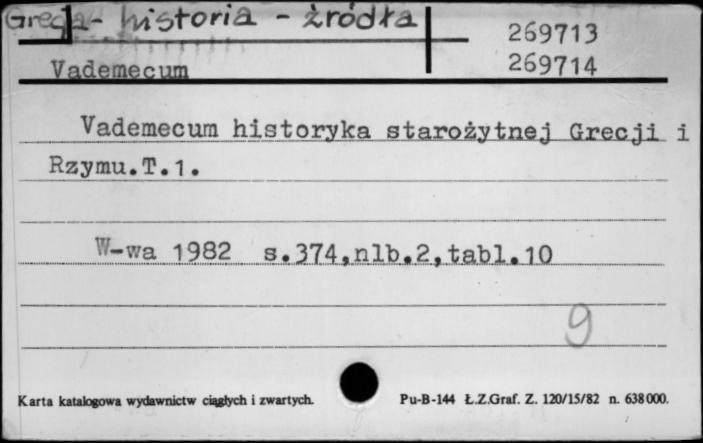 Grecja - historia - źródła
269713
Vademecum
269714
Vademecum historyka starożytnej Grecji i
Rzymu.T.1.
W-wa 1982 s.374,nlb.2,tabl.10
9
Karta katalogowa wydawnictw ciągłych i zwartych.
Pu-B-144 Ł.Z.Graf. Z. 120/15/82 n. 638000.